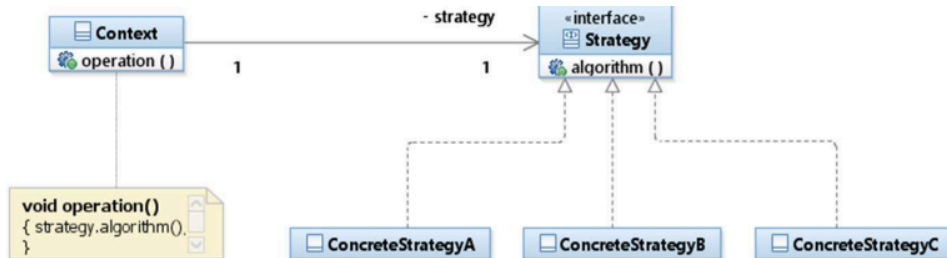 - strategy
«interface»
Context
Strategy
operation ( )
1
1
algorithm ( )
void operation()
{ strategy.algorithm();
}
ConcreteStrategyA
ConcreteStrategyB
ConcreteStrategyC